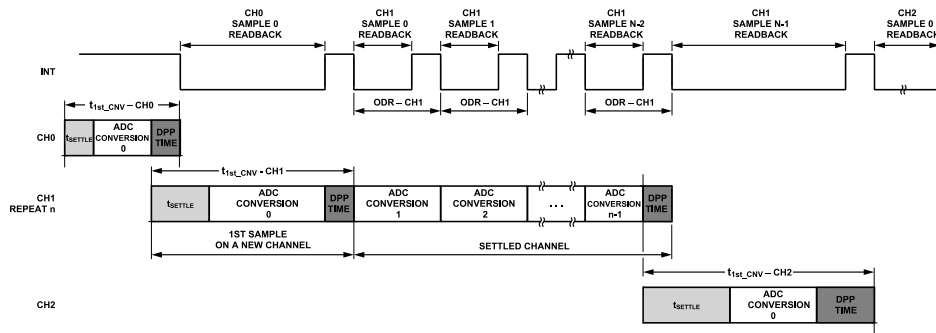 CH0
SAMPLE 0
READBACK
CH1
SAMPLE 0
READBACK
CH1
SAMPLE 1
READBACK
CH1
SAMPLE N-2
READBACK
CH1
SAMPLE N-1
READBACK
CH2
SAMPLE 0
READBACK
INT
ODR – CH1
ODR – CH1
ODR – CH1
t1st_CNV – CH0
CH0
tSETTLE
ADC
CONVERSION
0
DPP
TIME
t1st_CNV - CH1
CH1
REPEAT n
tSETTLE
ADC
CONVERSION
0
DPP
TIME
ADC
CONVERSION
1
ADC
CONVERSION
2
...
ADC
CONVERSION
n-1
DPP
TIME
1ST SAMPLE
ON A NEW CHANNEL
SETTLED CHANNEL
t1st_CNV – CH2
CH2
tSETTLE
ADC
CONVERSION
0
DPP
TIME